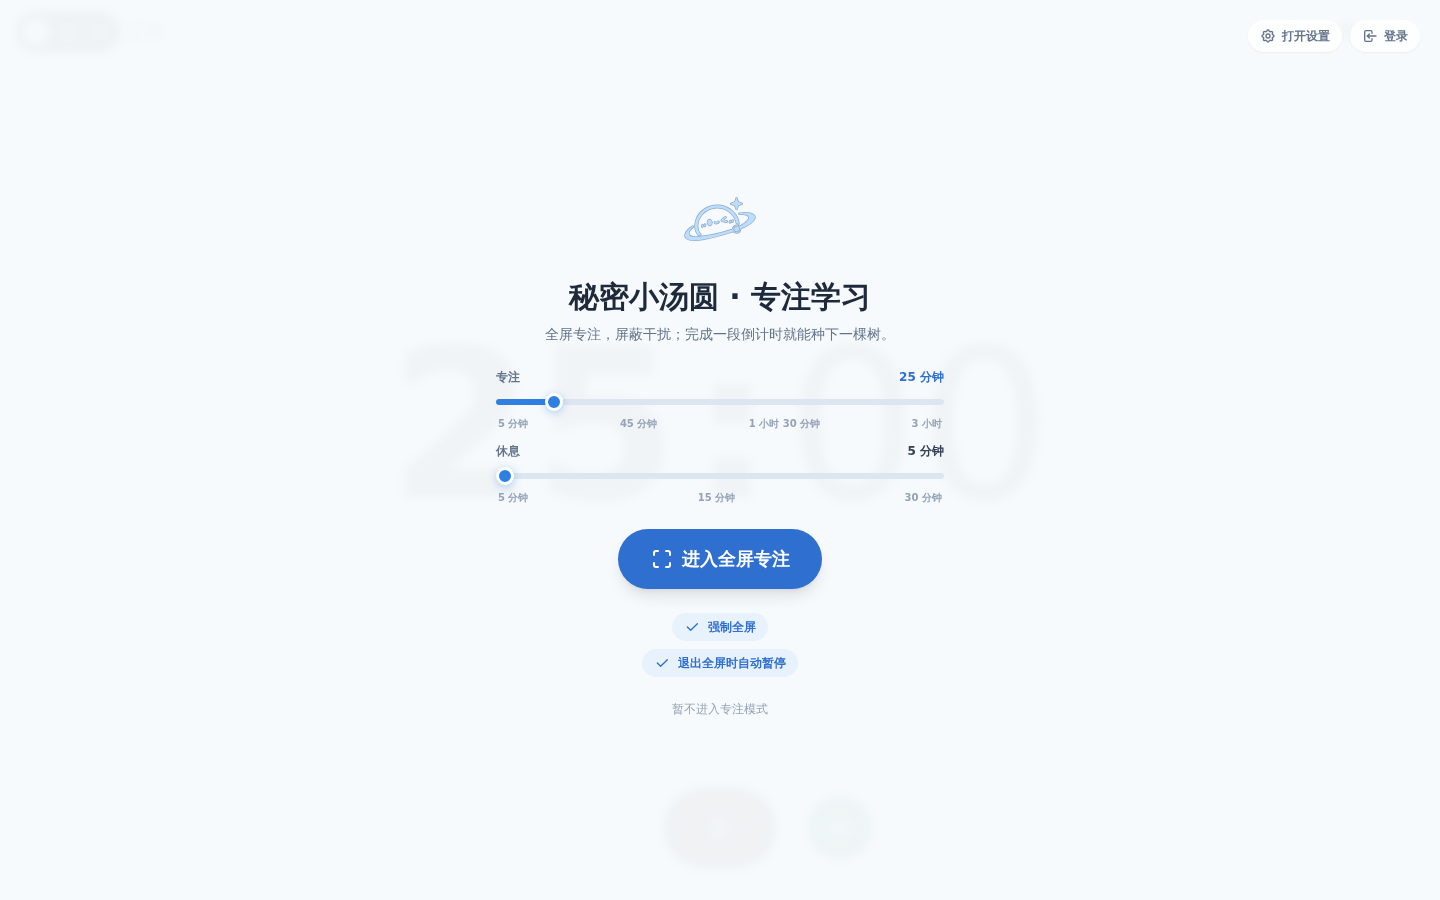 打开设置
登录
秘密小汤圆 · 专注学习
全屏专注，屏蔽干扰；完成一段倒计时就能种下一棵树。
专注 25 分钟
5 分钟 45 分钟 1 小时 30 分钟 3 小时
休息 5 分钟
5 分钟 15 分钟 30 分钟
进入全屏专注
强制全屏
退出全屏时自动暂停
暂不进入专注模式
25:00